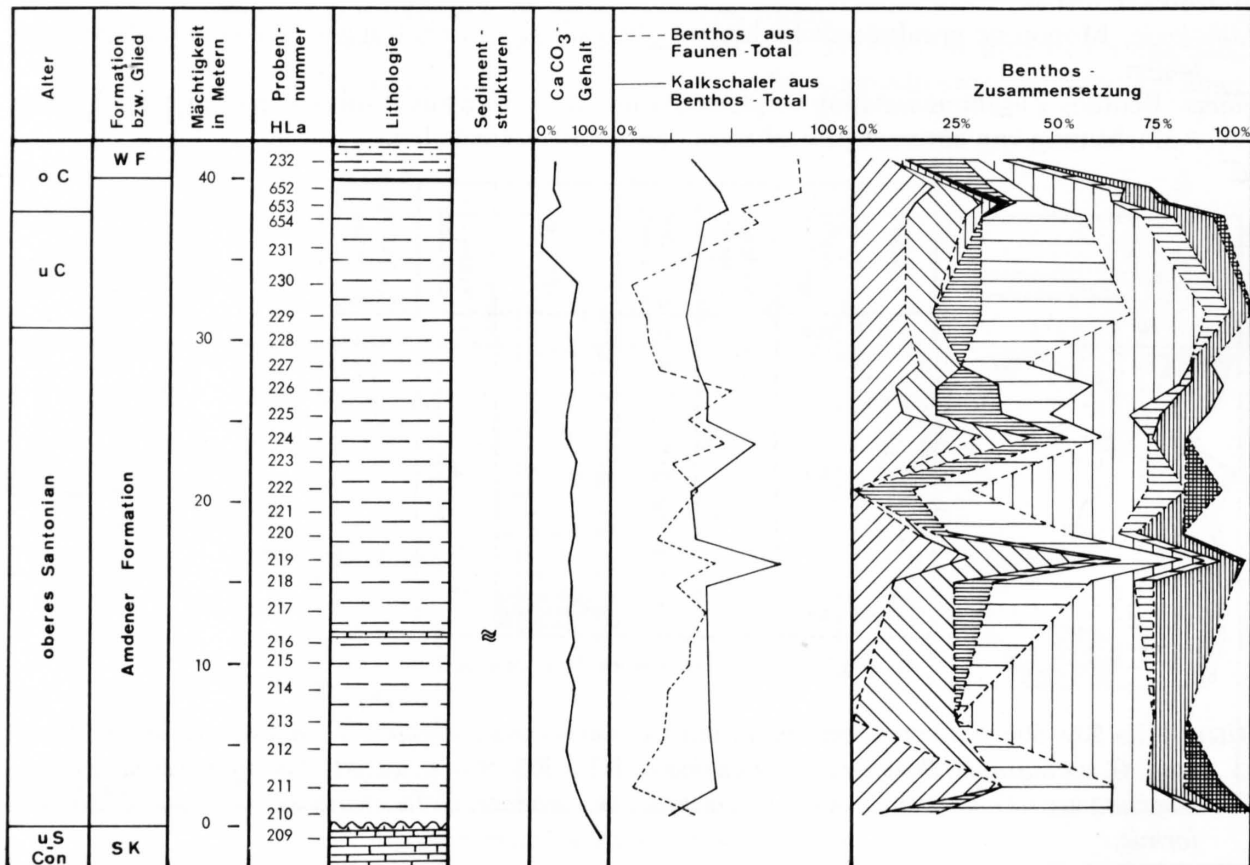 Alter
Formation
bzw. Glied
Mächtigkeit
in Metern
Proben-
nummer
HLa
Lithologie
Sediment-
strukturen
CaCO3-
Gehalt
0% 100%
Benthos aus
Faunen-Total
Kalkschaler aus
Benthos-Total
0% 100%
Benthos-
Zusammensetzung
0% 25% 50% 75% 100%
o C
u C
oberes Santonian
u S
-
Con
W F
Amdener Formation
S K
40
30
20
10
0
232
652
653
654
231
230
229
228
227
226
225
224
223
222
221
220
219
218
217
216
215
214
213
212
211
210
209